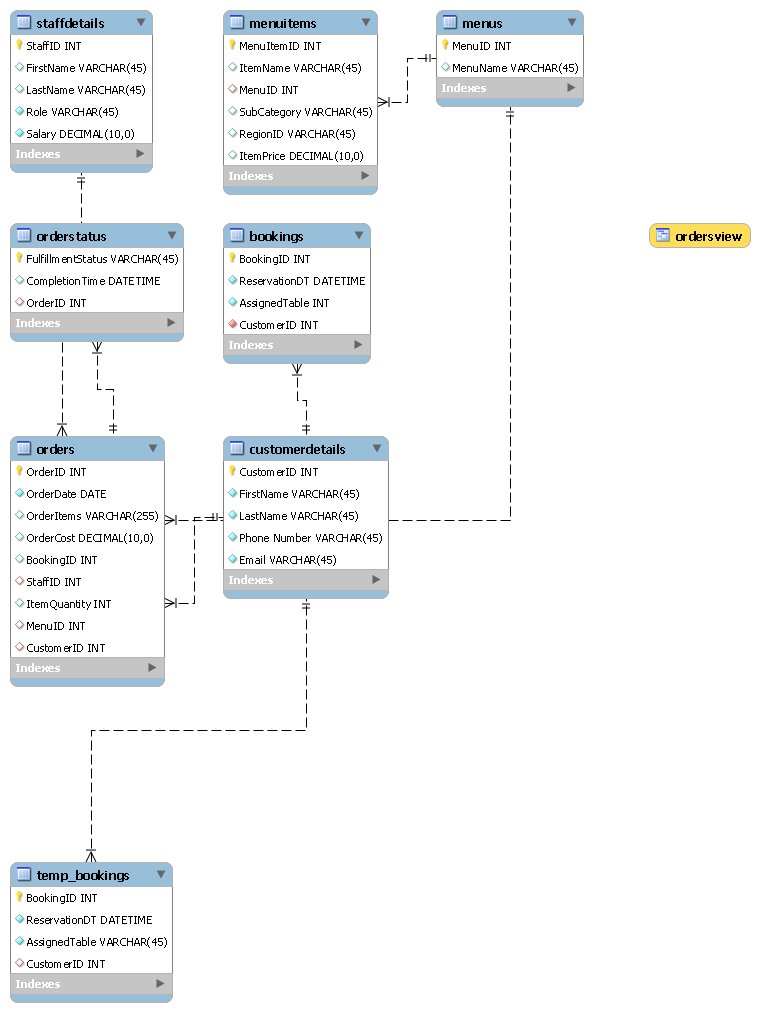 staffdetails
StaffID INT
FirstName VARCHAR(45)
LastName VARCHAR(45)
Role VARCHAR(45)
Salary DECIMAL(10,0)
Indexes
menuitems
MenuItemID INT
ItemName VARCHAR(45)
MenuID INT
SubCategory VARCHAR(45)
RegionID VARCHAR(45)
ItemPrice DECIMAL(10,0)
Indexes
menus
MenuID INT
MenuName VARCHAR(45)
Indexes
orderstatus
FulfillmentStatus VARCHAR(45)
CompletionTime DATETIME
OrderID INT
Indexes
bookings
BookingID INT
ReservationDT DATETIME
AssignedTable INT
CustomerID INT
Indexes
ordersview
orders
OrderID INT
OrderDate DATE
OrderItems VARCHAR(255)
OrderCost DECIMAL(10,0)
BookingID INT
StaffID INT
ItemQuantity INT
MenuID INT
CustomerID INT
Indexes
customerdetails
CustomerID INT
FirstName VARCHAR(45)
LastName VARCHAR(45)
Phone Number VARCHAR(45)
Email VARCHAR(45)
Indexes
temp_bookings
BookingID INT
ReservationDT DATETIME
AssignedTable VARCHAR(45)
CustomerID INT
Indexes